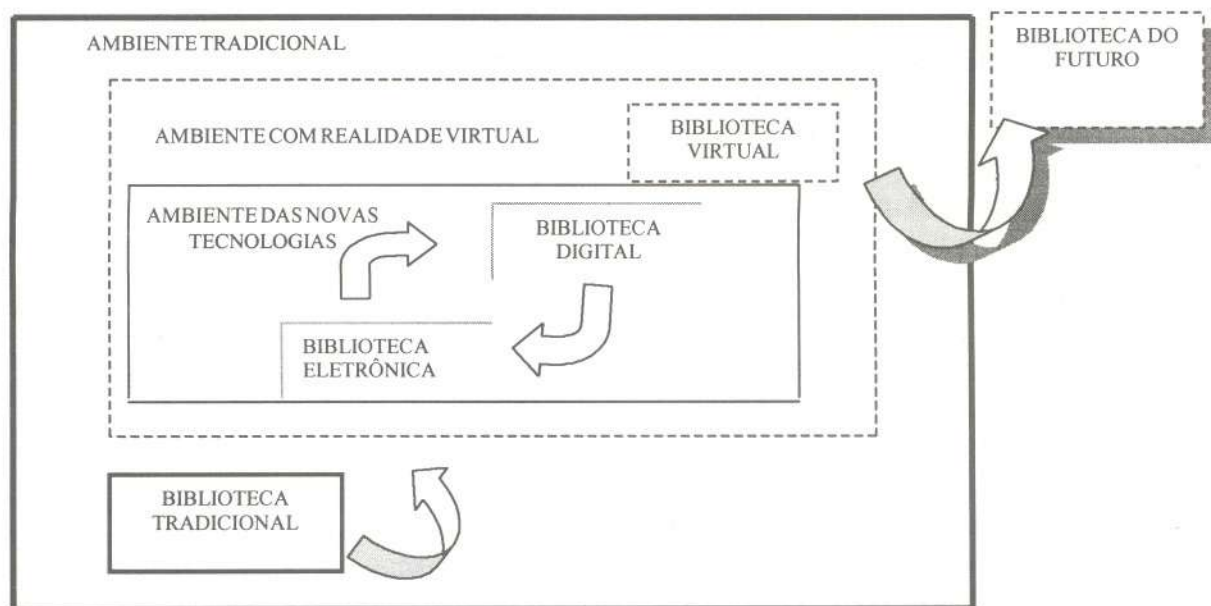 AMBIENTE TRADICIONAL
BIBLIOTECA DO
FUTURO
AMBIENTE COM REALIDADE VIRTUAL
BIBLIOTECA
VIRTUAL
AMBIENTE DAS NOVAS
TECNOLOGIAS
BIBLIOTECA
DIGITAL
BIBLIOTECA
ELETRÔNICA
BIBLIOTECA
TRADICIONAL